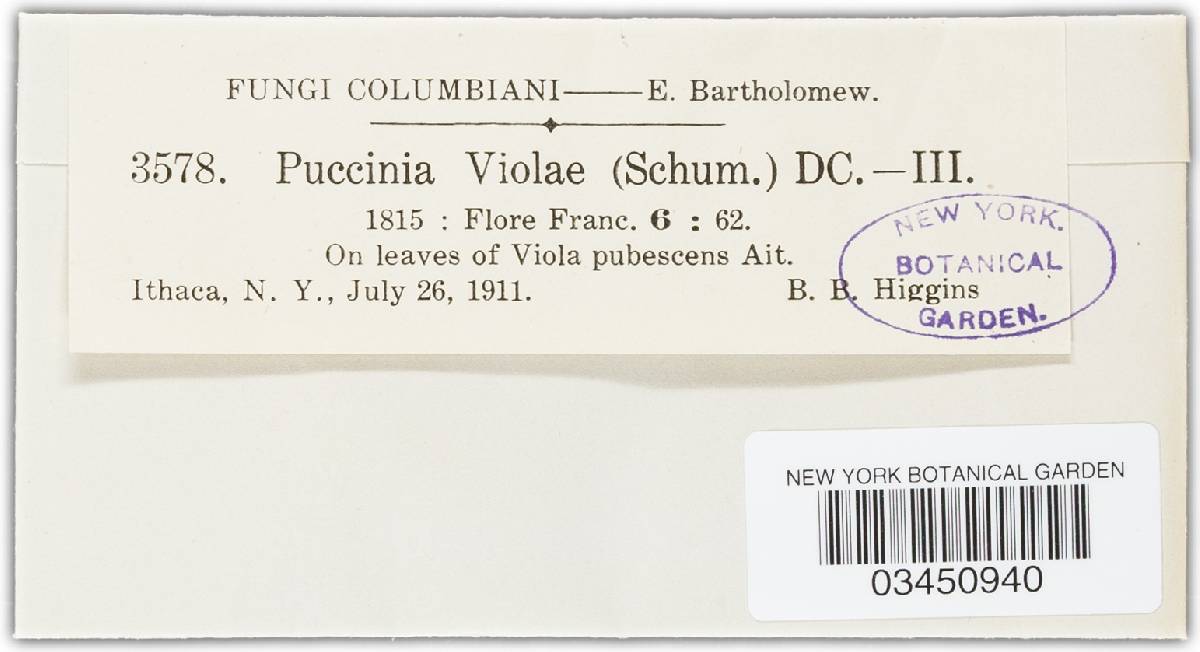 FUNGI COLUMBIANI——E. Bartholomew.
3578. Puccinia Violae (Schum.) DC.—III.
1815 : Flore Franc. 6 : 62.
On leaves of Viola pubescens Ait.
Ithaca, N. Y., July 26, 1911. B. B. Higgins
NEW YORK.
BOTANICAL
GARDEN.
NEW YORK BOTANICAL GARDEN
03450940